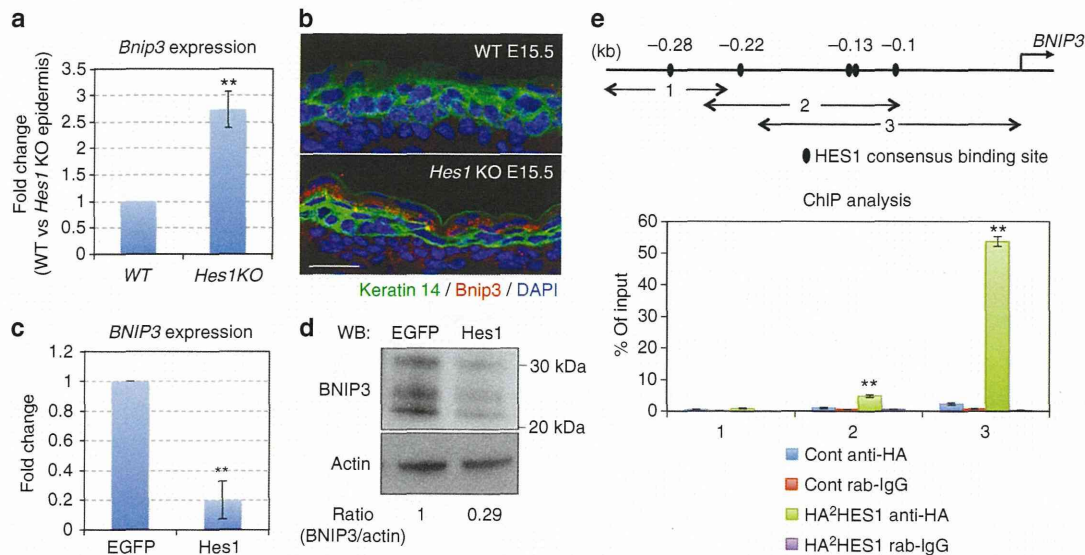 a
Bnip3 expression
Fold change
(WT vs Hes1 KO epidermis)
3.5
3
2.5
2
1.5
1
0.5
0
**
WT
Hes1KO
b
WT E15.5
Hes1 KO E15.5
Keratin 14 / Bnip3 / DAPI
c
BNIP3 expression
Fold change
1.2
1
0.8
0.6
0.4
0.2
0
**
EGFP
Hes1
d
WB:
EGFP
Hes1
BNIP3
30 kDa
20 kDa
Actin
Ratio
1
0.29
(BNIP3/actin)
e
(kb)
–0.28
–0.22
–0.13
–0.1
BNIP3
1
2
3
HES1 consensus binding site
ChIP analysis
% Of input
60
50
40
30
20
10
0
**
**
1
2
3
Cont anti-HA
Cont rab-IgG
HA²HES1 anti-HA
HA²HES1 rab-IgG